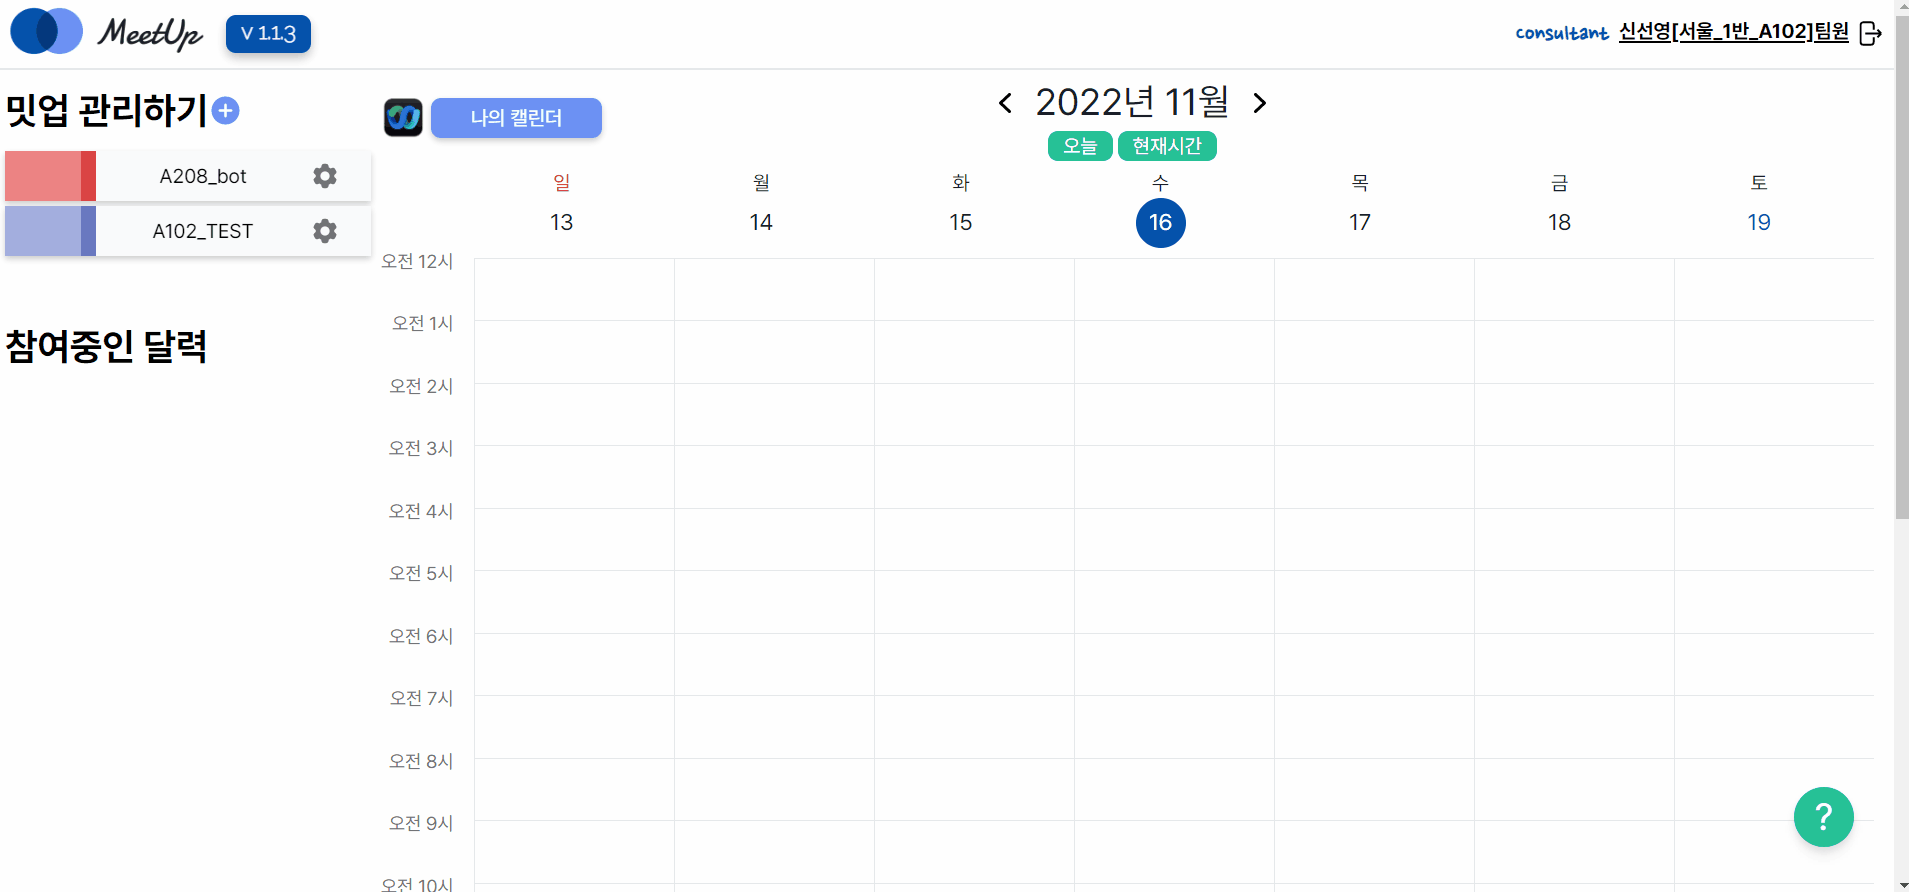 MeetUp
V 1.1.3
consultant 신선영[서울_1반_A102]팀원
밋업 관리하기
A208_bot
A102_TEST
참여중인 달력
나의 캘린더
2022년 11월
오늘 현재시간
일 월 화 수 목 금 토
13 14 15 16 17 18 19
오전 12시
오전 1시
오전 2시
오전 3시
오전 4시
오전 5시
오전 6시
오전 7시
오전 8시
오전 9시
오전 10시
?